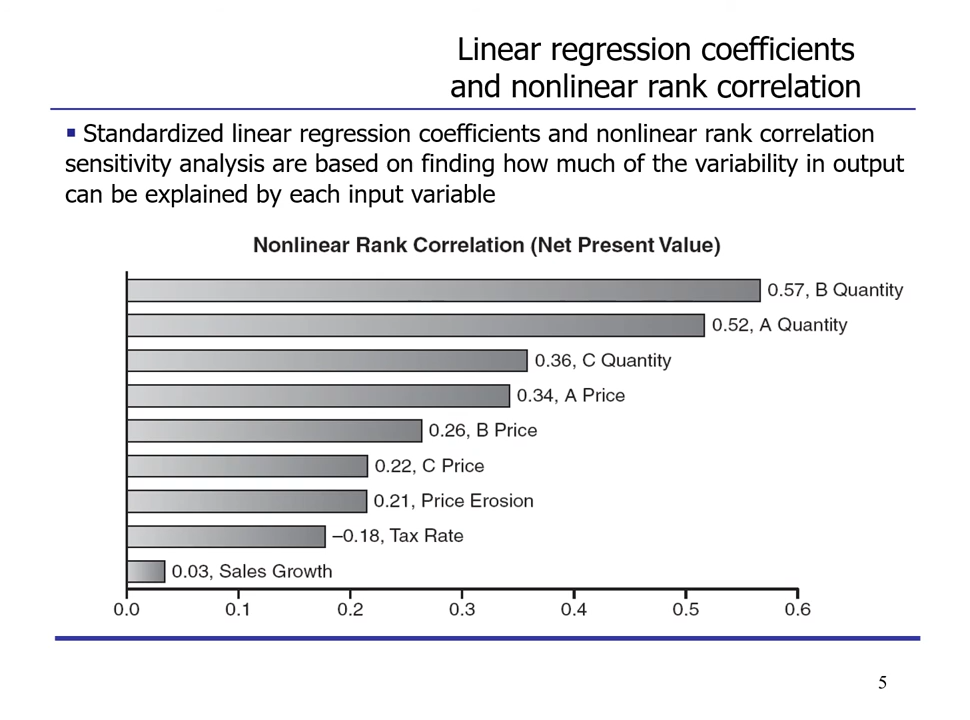 Linear regression coefficients
and nonlinear rank correlation
▪ Standardized linear regression coefficients and nonlinear rank correlation
sensitivity analysis are based on finding how much of the variability in output
can be explained by each input variable
Nonlinear Rank Correlation (Net Present Value)
0.57, B Quantity
0.52, A Quantity
0.36, C Quantity
0.34, A Price
0.26, B Price
0.22, C Price
0.21, Price Erosion
–0.18, Tax Rate
0.03, Sales Growth
0.0 0.1 0.2 0.3 0.4 0.5 0.6
5